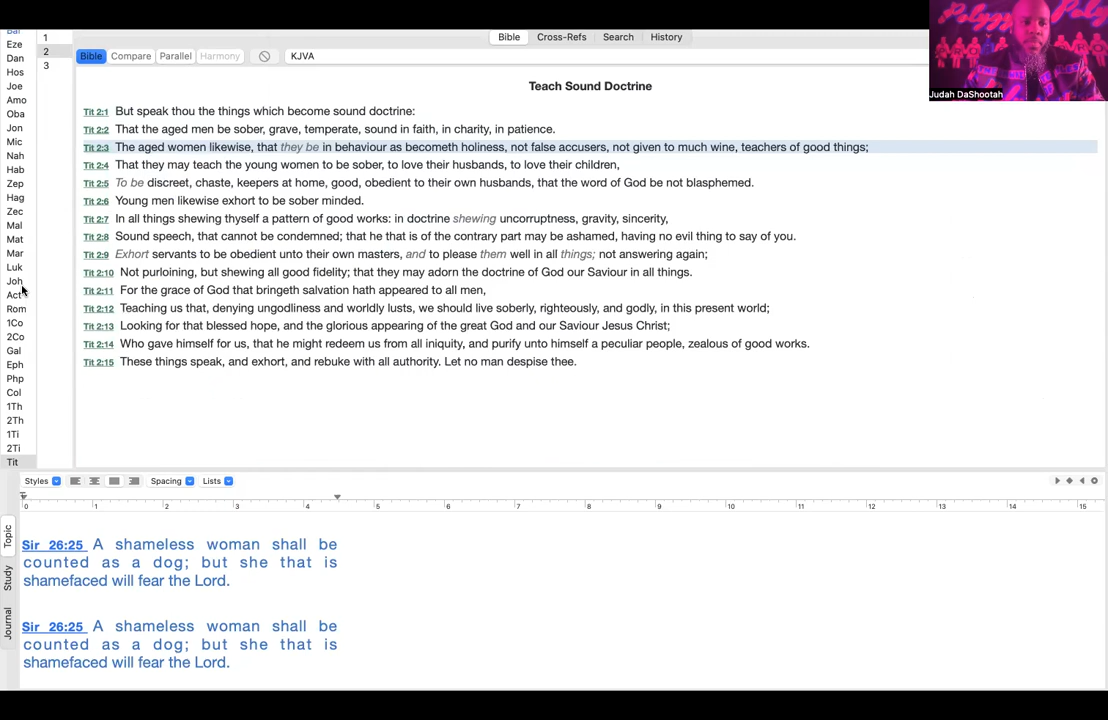 Bar
Eze
Dan
Hos
Joe
Amo
Oba
Jon
Mic
Nah
Hab
Zep
Hag
Zec
Mal
Mat
Mar
Luk
Joh
Act
Rom
1Co
2Co
Gal
Eph
Php
Col
1Th
2Th
1Ti
2Ti
Tit
1
2
3
Bible Cross-Refs Search History
Bible Compare Parallel Harmony KJVA
Judah DaShootah
Teach Sound Doctrine
Tit 2:1 But speak thou the things which become sound doctrine:
Tit 2:2 That the aged men be sober, grave, temperate, sound in faith, in charity, in patience.
Tit 2:3 The aged women likewise, that they be in behaviour as becometh holiness, not false accusers, not given to much wine, teachers of good things;
Tit 2:4 That they may teach the young women to be sober, to love their husbands, to love their children,
Tit 2:5 To be discreet, chaste, keepers at home, good, obedient to their own husbands, that the word of God be not blasphemed.
Tit 2:6 Young men likewise exhort to be sober minded.
Tit 2:7 In all things shewing thyself a pattern of good works: in doctrine shewing uncorruptness, gravity, sincerity,
Tit 2:8 Sound speech, that cannot be condemned; that he that is of the contrary part may be ashamed, having no evil thing to say of you.
Tit 2:9 Exhort servants to be obedient unto their own masters, and to please them well in all things; not answering again;
Tit 2:10 Not purloining, but shewing all good fidelity; that they may adorn the doctrine of God our Saviour in all things.
Tit 2:11 For the grace of God that bringeth salvation hath appeared to all men,
Tit 2:12 Teaching us that, denying ungodliness and worldly lusts, we should live soberly, righteously, and godly, in this present world;
Tit 2:13 Looking for that blessed hope, and the glorious appearing of the great God and our Saviour Jesus Christ;
Tit 2:14 Who gave himself for us, that he might redeem us from all iniquity, and purify unto himself a peculiar people, zealous of good works.
Tit 2:15 These things speak, and exhort, and rebuke with all authority. Let no man despise thee.
Styles Spacing Lists
0 1 2 3 4 5 6 7 8 9 10 11 12 13 14 15
Topic
Study
Journal
Sir 26:25 A shameless woman shall be
counted as a dog; but she that is
shamefaced will fear the Lord.
Sir 26:25 A shameless woman shall be
counted as a dog; but she that is
shamefaced will fear the Lord.